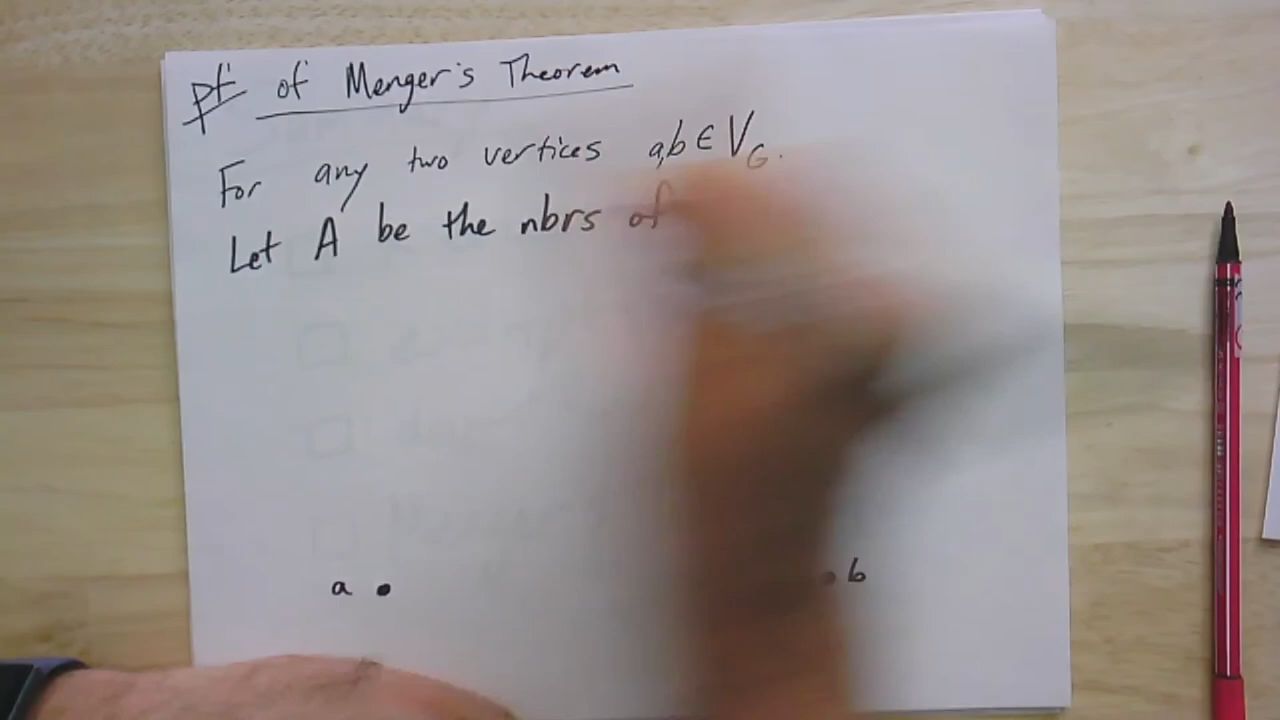 Pf of Menger's Theorem
For any two vertices a,b ∈ V_G.
Let A be the nbrs of
a
b